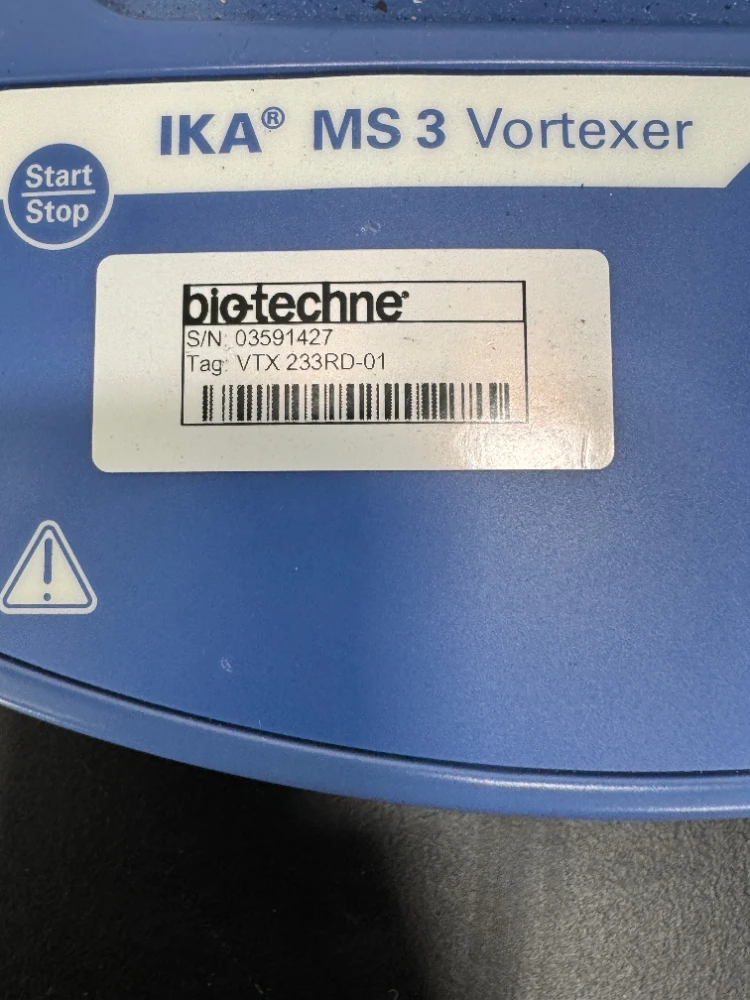 IKA® MS 3 Vortexer
Start
Stop
bio-techne®
S/N: 03591427
Tag: VTX 233RD-01